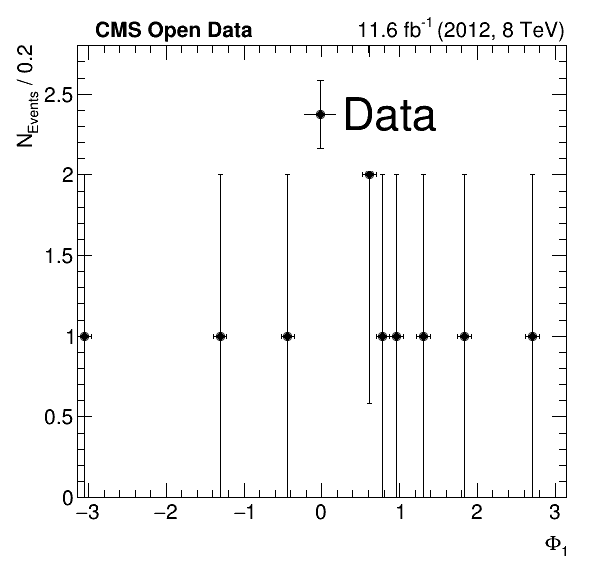 CMS Open Data 11.6 fb⁻¹ (2012, 8 TeV)
N_Events / 0.2
Data
2.5
2
1.5
1
0.5
0
−3 −2 −1 0 1 2 3
Φ₁